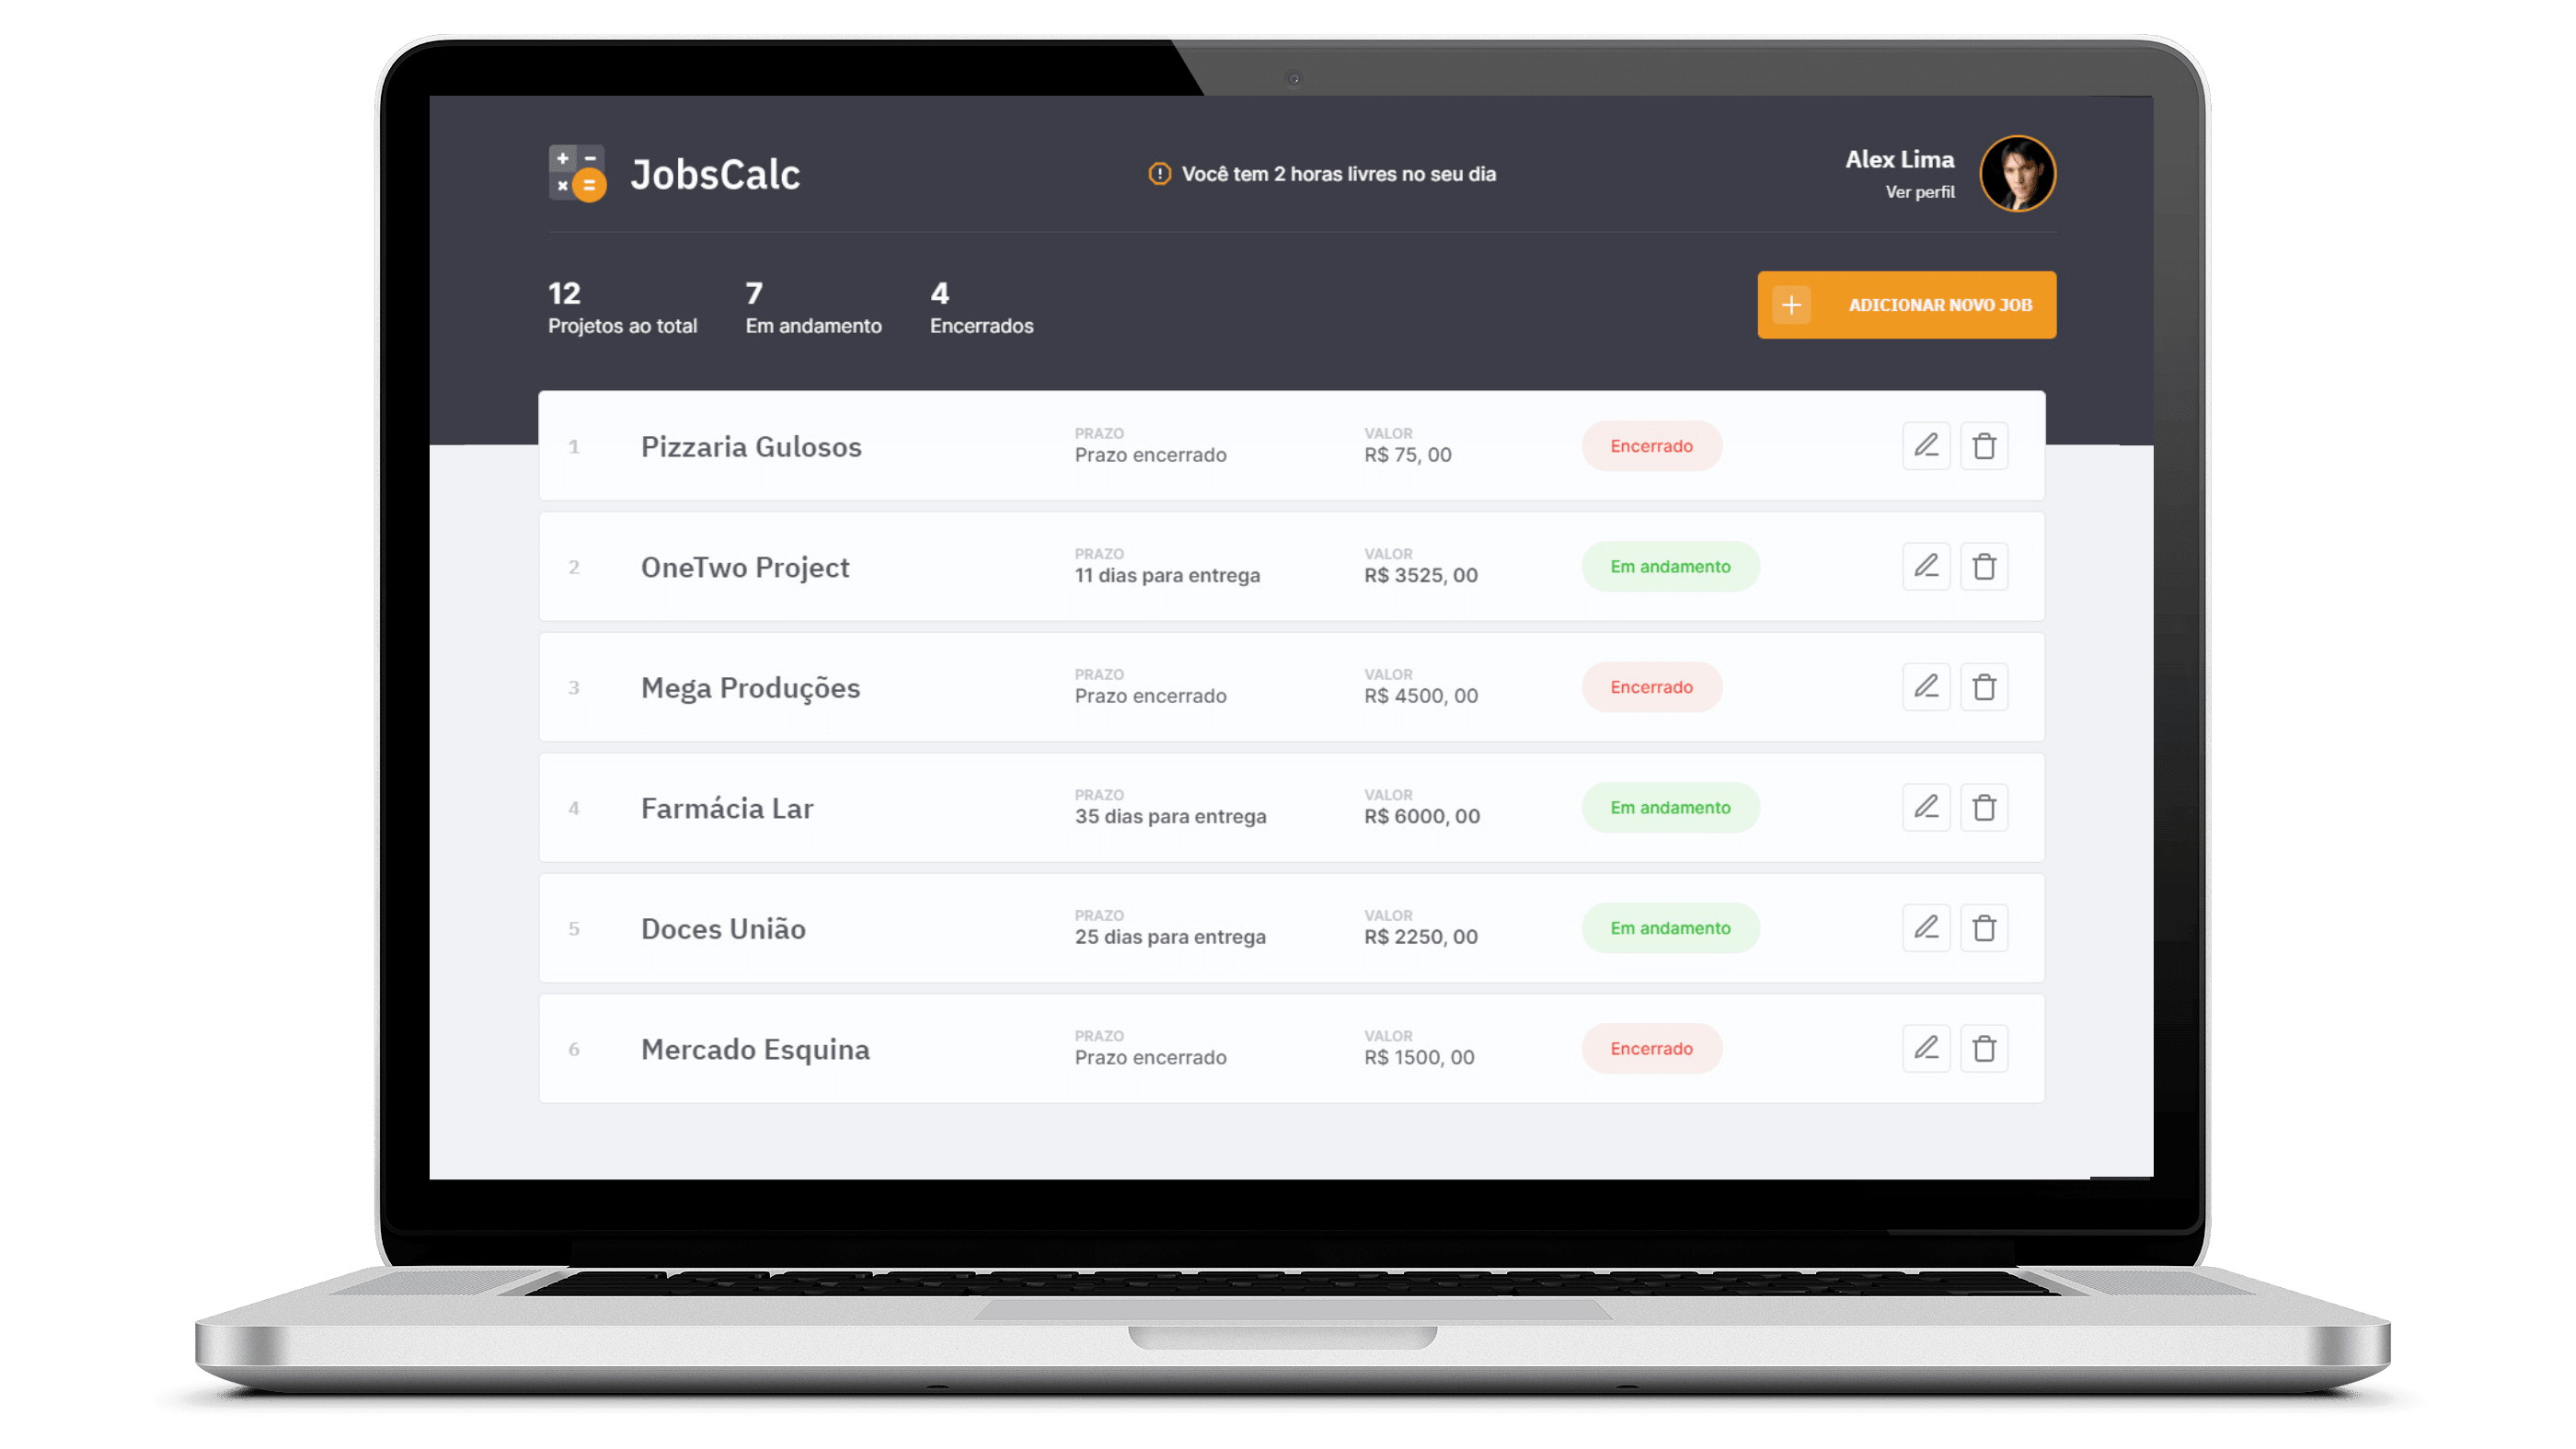 JobsCalc
Você tem 2 horas livres no seu dia
Alex Lima
Ver perfil
12
Projetos ao total
7
Em andamento
4
Encerrados
ADICIONAR NOVO JOB
1
Pizzaria Gulosos
PRAZO
Prazo encerrado
VALOR
R$ 75, 00
Encerrado
2
OneTwo Project
PRAZO
11 dias para entrega
VALOR
R$ 3525, 00
Em andamento
3
Mega Produções
PRAZO
Prazo encerrado
VALOR
R$ 4500, 00
Encerrado
4
Farmácia Lar
PRAZO
35 dias para entrega
VALOR
R$ 6000, 00
Em andamento
5
Doces União
PRAZO
25 dias para entrega
VALOR
R$ 2250, 00
Em andamento
6
Mercado Esquina
PRAZO
Prazo encerrado
VALOR
R$ 1500, 00
Encerrado